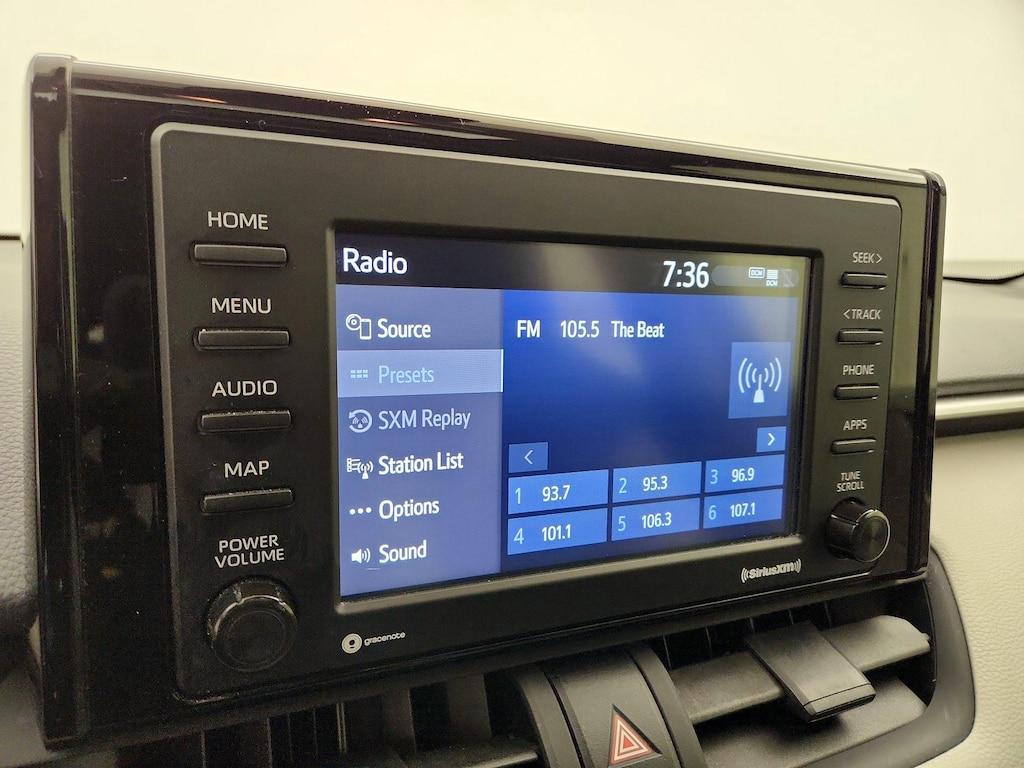 HOME
MENU
AUDIO
MAP
POWER
VOLUME
Radio
7:36
DCM
DCM
Source
Presets
SXM Replay
Station List
Options
Sound
FM 105.5 The Beat
<
>
1 93.7
2 95.3
3 96.9
4 101.1
5 106.3
6 107.1
SEEK >
< TRACK
PHONE
APPS
TUNE
SCROLL
SiriusXM
gracenote